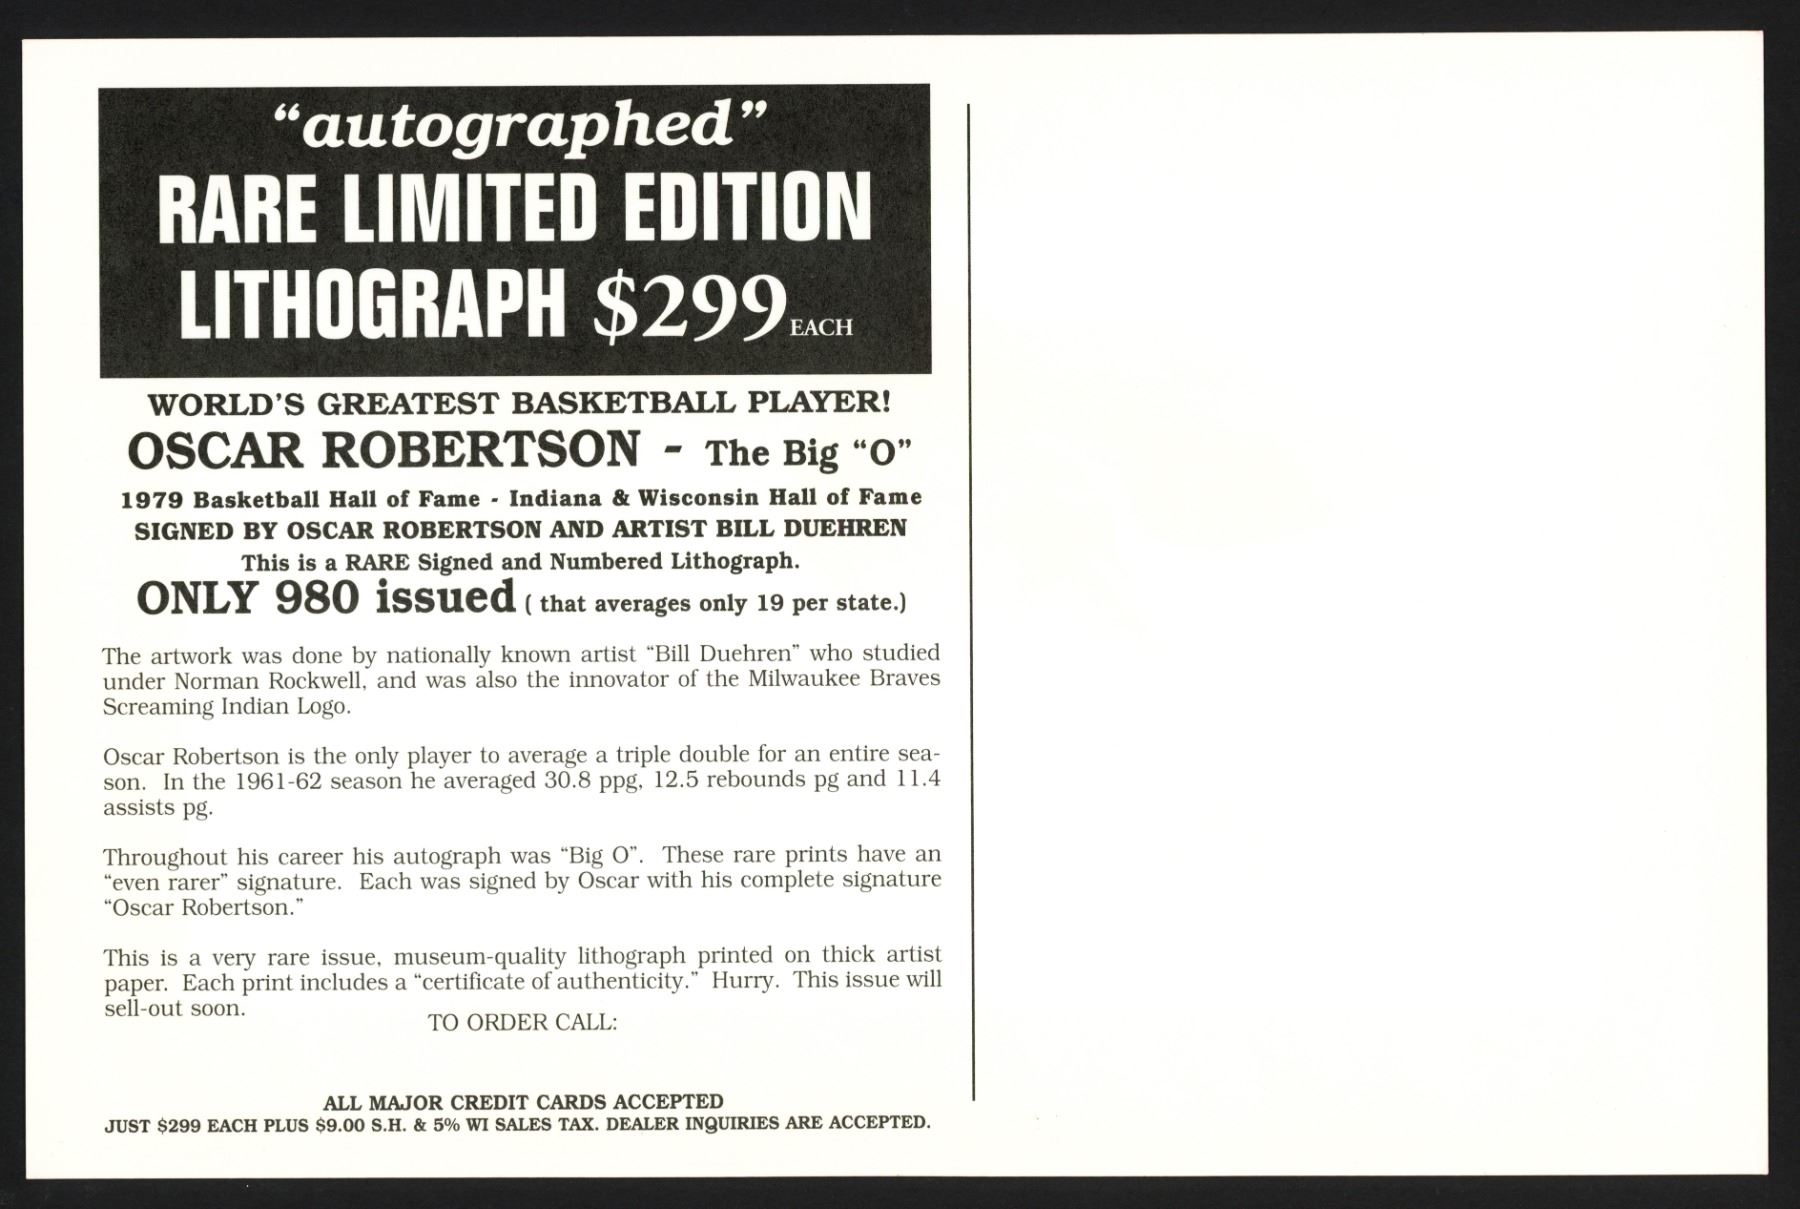 “autographed”
RARE LIMITED EDITION
LITHOGRAPH $299 EACH
WORLD'S GREATEST BASKETBALL PLAYER!
OSCAR ROBERTSON - The Big “O”
1979 Basketball Hall of Fame - Indiana & Wisconsin Hall of Fame
SIGNED BY OSCAR ROBERTSON AND ARTIST BILL DUEHREN
This is a RARE Signed and Numbered Lithograph.
ONLY 980 issued ( that averages only 19 per state.)
The artwork was done by nationally known artist “Bill Duehren” who studied
under Norman Rockwell, and was also the innovator of the Milwaukee Braves
Screaming Indian Logo.
Oscar Robertson is the only player to average a triple double for an entire sea-
son. In the 1961-62 season he averaged 30.8 ppg, 12.5 rebounds pg and 11.4
assists pg.
Throughout his career his autograph was “Big O”. These rare prints have an
“even rarer” signature. Each was signed by Oscar with his complete signature
“Oscar Robertson.”
This is a very rare issue, museum-quality lithograph printed on thick artist
paper. Each print includes a “certificate of authenticity.” Hurry. This issue will
sell-out soon.
TO ORDER CALL:
ALL MAJOR CREDIT CARDS ACCEPTED
JUST $299 EACH PLUS $9.00 S.H. & 5% WI SALES TAX. DEALER INQUIRIES ARE ACCEPTED.